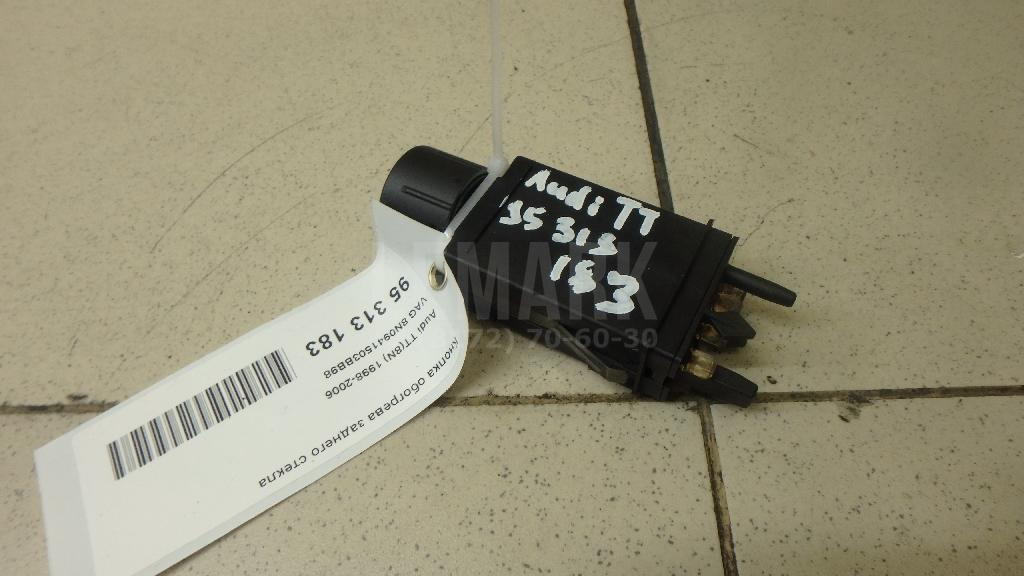 Audi TT
95 313
183
кнопка обогрева заднего стекла
Audi TT(8N) 1998-2006
VAG 8N0941503BB98
95 313 183
72) 70-60-30